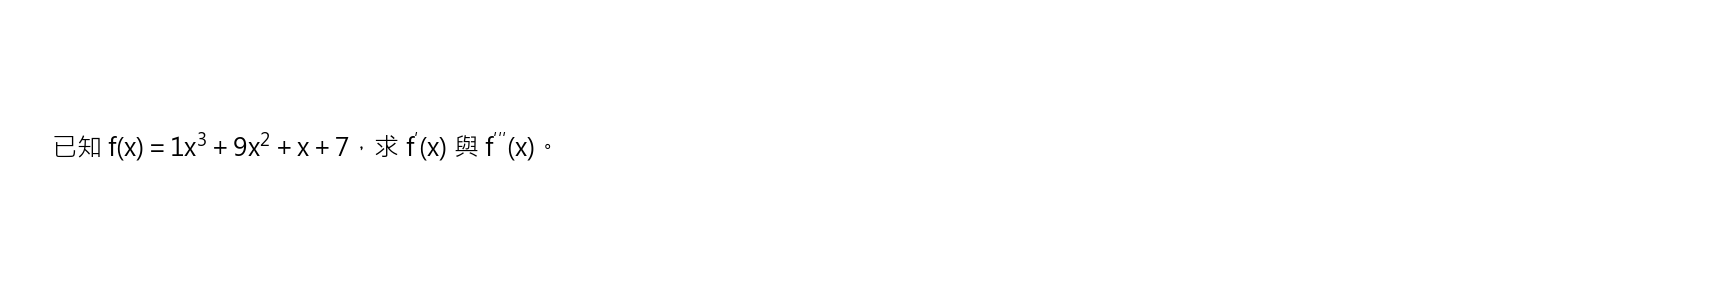 已知 f(x) = 1x³ + 9x² + x + 7，求 f′(x) 與 f′′′(x)。